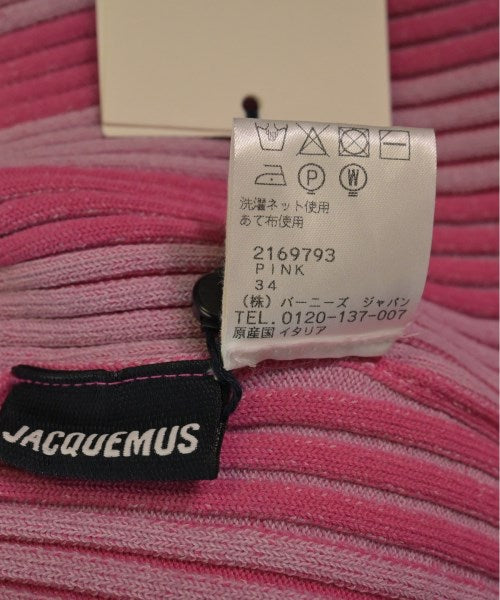 P W
洗濯ネット使用
あて布使用
2169793
PINK
34
(株) バーニーズ ジャパン
TEL.0120-137-007
原産国 イタリア
JACQUEMUS